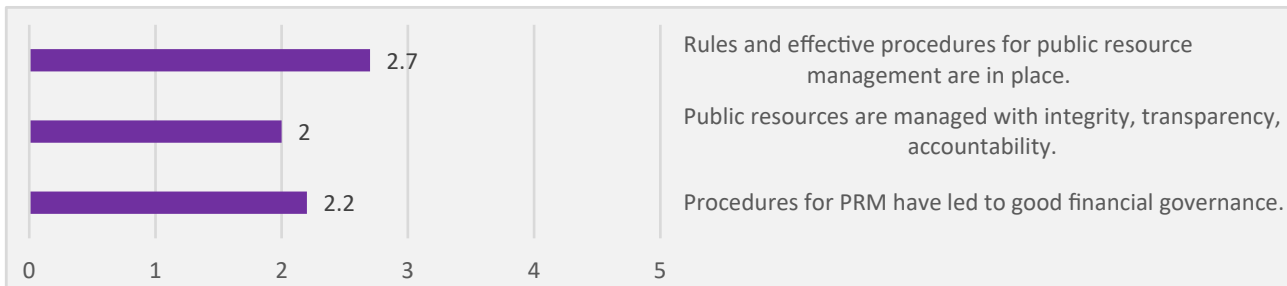 2.7
Rules and effective procedures for public resource
management are in place.
2
Public resources are managed with integrity, transparency,
accountability.
2.2
Procedures for PRM have led to good financial governance.
0 1 2 3 4 5